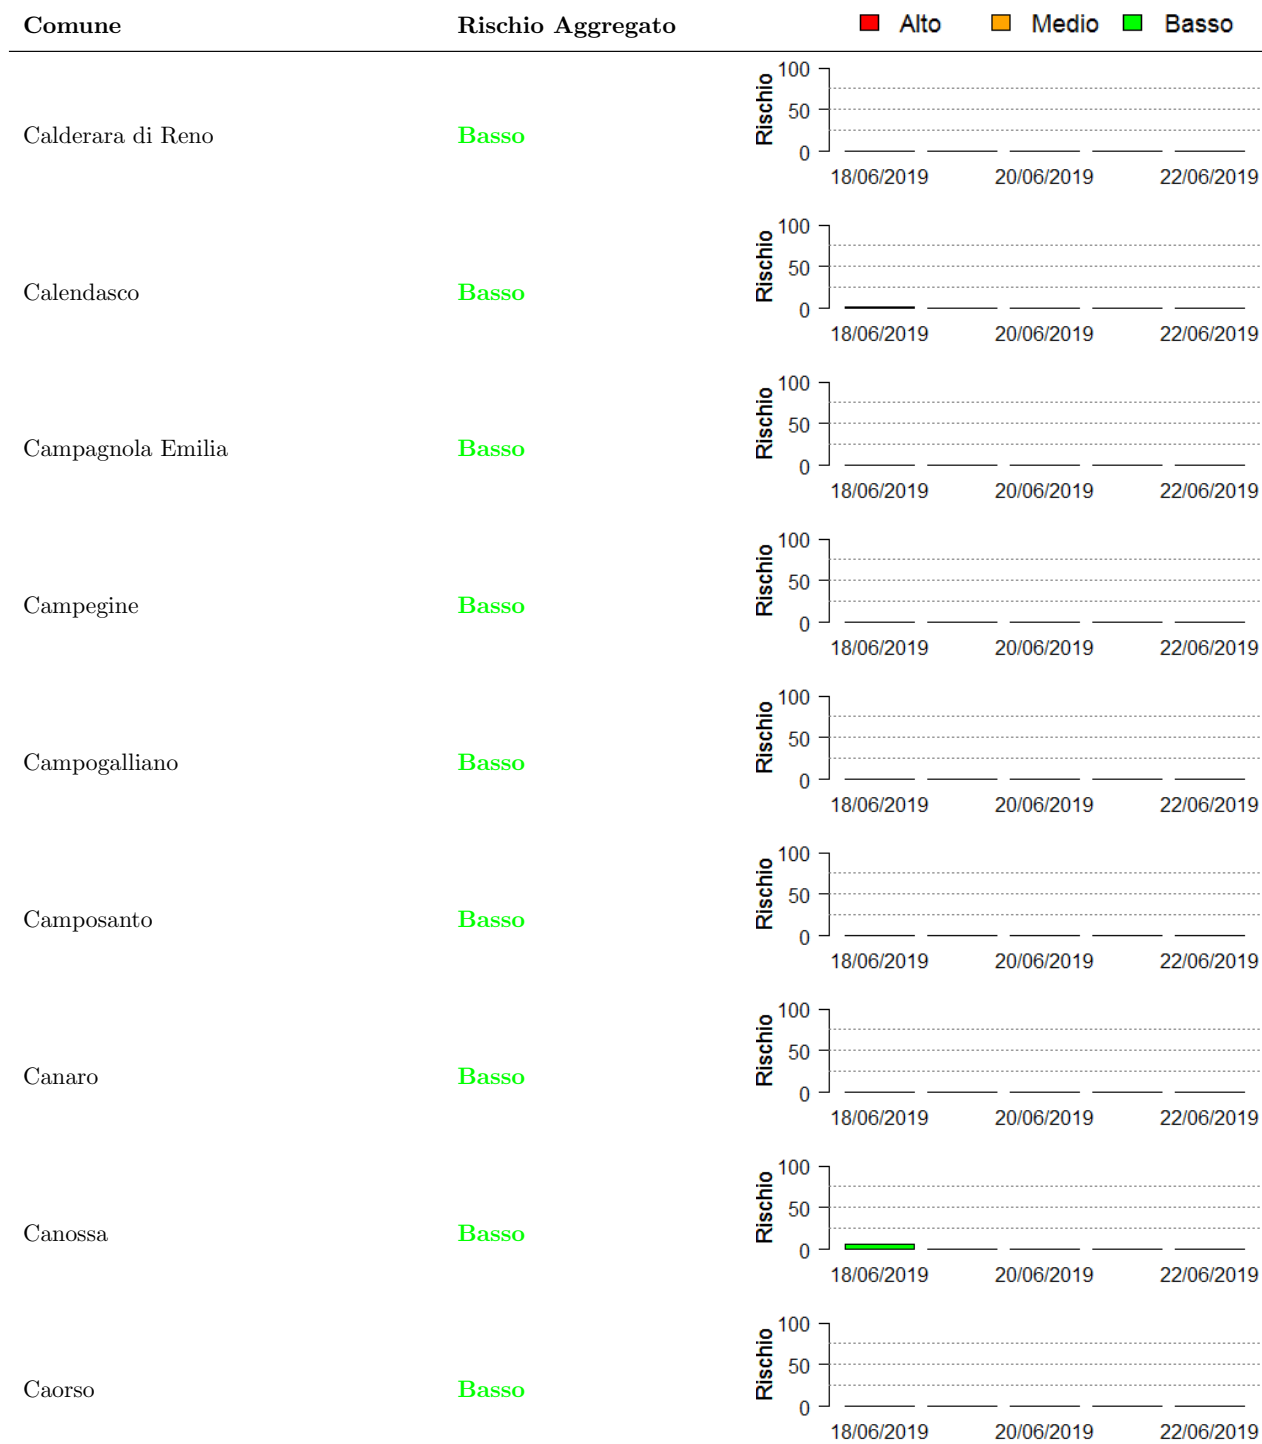 Comune Rischio Aggregato Alto Medio Basso
100
50
0
Rischio
Calderara di Reno Basso
18/06/2019 20/06/2019 22/06/2019
100
50
0
Rischio
Calendasco Basso
18/06/2019 20/06/2019 22/06/2019
100
50
0
Rischio
Campagnola Emilia Basso
18/06/2019 20/06/2019 22/06/2019
100
50
0
Rischio
Campegine Basso
18/06/2019 20/06/2019 22/06/2019
100
50
0
Rischio
Campogalliano Basso
18/06/2019 20/06/2019 22/06/2019
100
50
0
Rischio
Camposanto Basso
18/06/2019 20/06/2019 22/06/2019
100
50
0
Rischio
Canaro Basso
18/06/2019 20/06/2019 22/06/2019
100
50
0
Rischio
Canossa Basso
18/06/2019 20/06/2019 22/06/2019
100
50
0
Rischio
Caorso Basso
18/06/2019 20/06/2019 22/06/2019